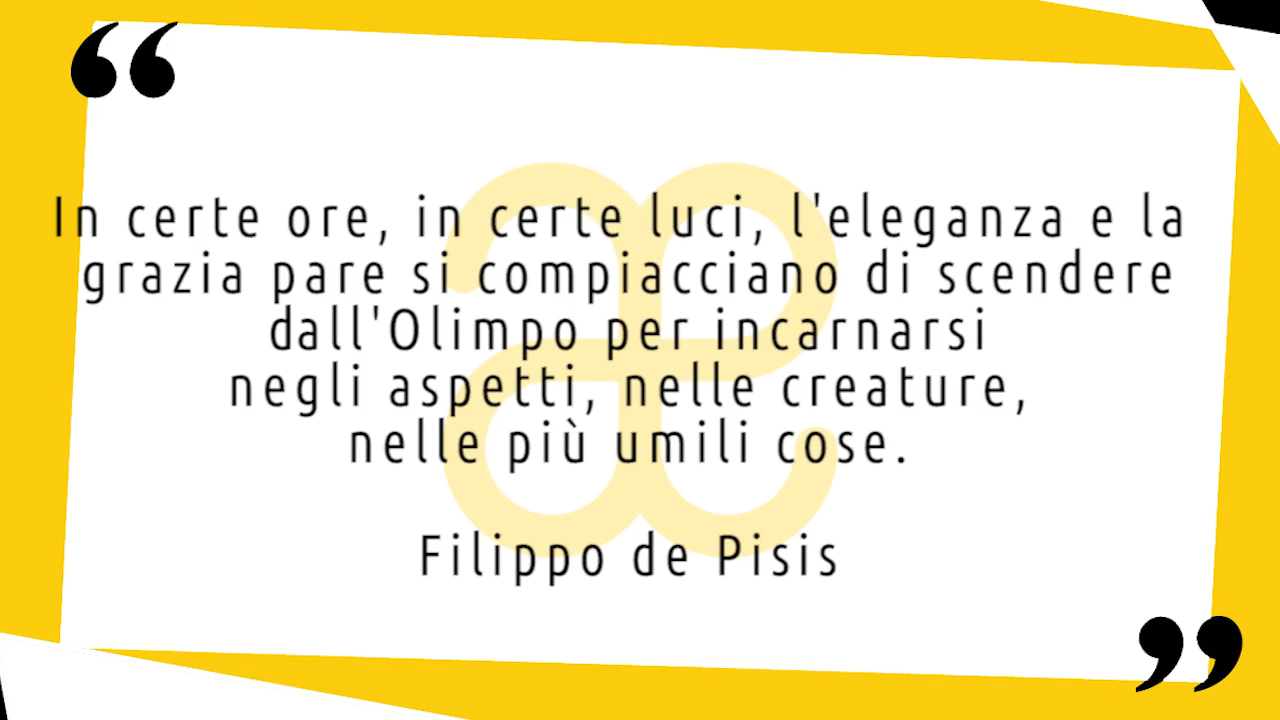 In certe ore, in certe luci, l'eleganza e la
grazia pare si compiacciano di scendere
dall'Olimpo per incarnarsi
negli aspetti, nelle creature,
nelle più umili cose.
Filippo de Pisis